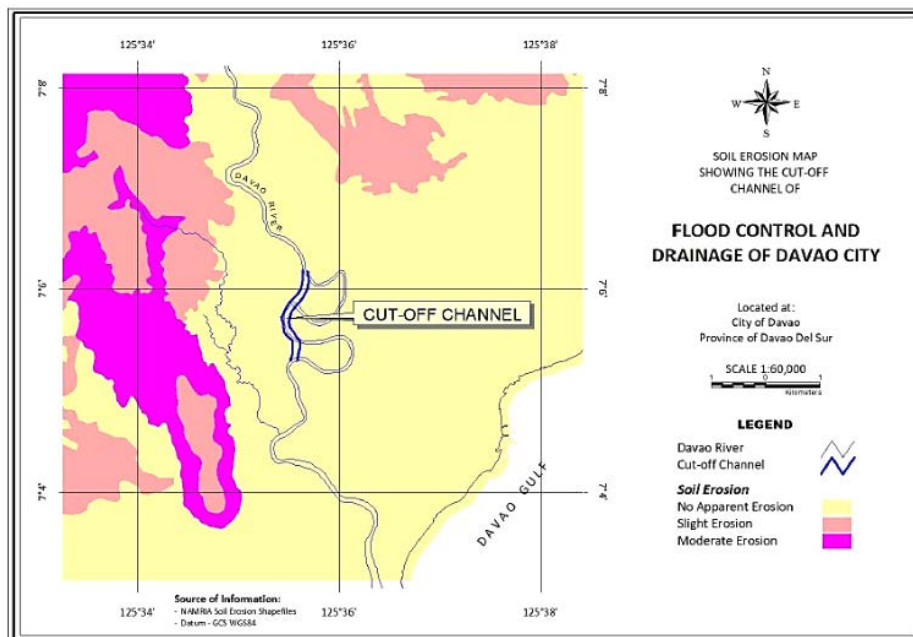 125°34'
125°36'
125°38'
7°8'
7°8'
7°6'
7°6'
7°4'
7°4'
DAVAO RIVER
CUT-OFF CHANNEL
DAVAO GULF
125°34'
125°36'
125°38'
Source of Information:
- NAMRIA Soil Erosion Shapefiles
- Datum - GCS WGS84
N
W E
S
SOIL EROSION MAP
SHOWING THE CUT-OFF
CHANNEL OF
FLOOD CONTROL AND
DRAINAGE OF DAVAO CITY
Located at:
City of Davao
Province of Davao Del Sur
SCALE 1:60,000
1 0 1
Kilometers
LEGEND
Davao River
Cut-off Channel
Soil Erosion
No Apparent Erosion
Slight Erosion
Moderate Erosion